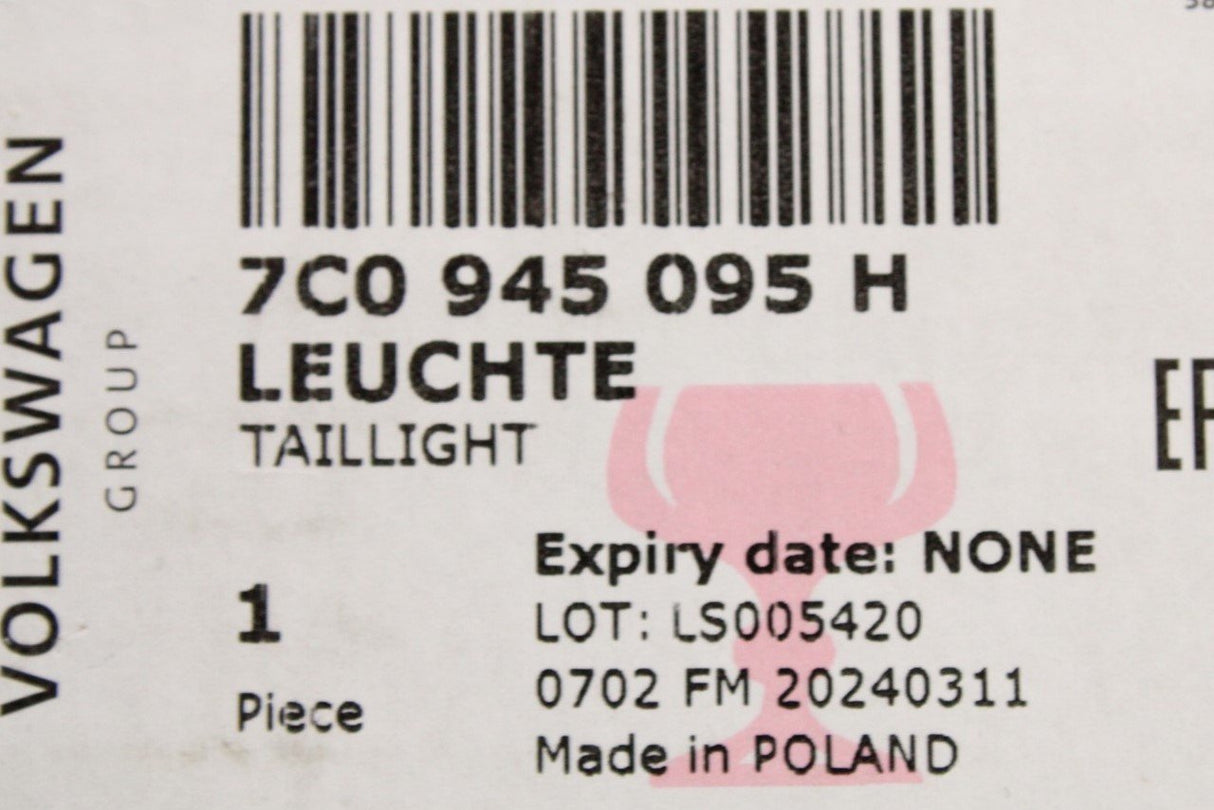 VOLKSWAGEN
GROUP
7C0 945 095 H
LEUCHTE
TAILLIGHT
Expiry date: NONE
1
LOT: LS005420
0702 FM 20240311
Piece
Made in POLAND